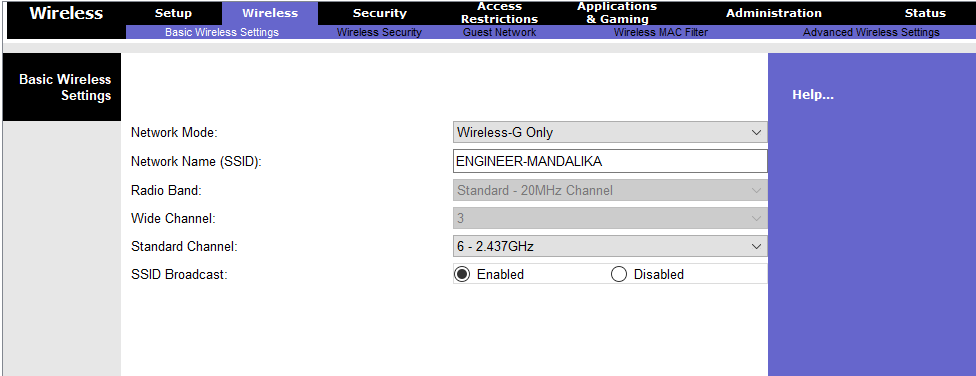 Wireless
Setup
Wireless
Security
Access Restrictions
Applications & Gaming
Administration
Status
Basic Wireless Settings
Wireless Security
Guest Network
Wireless MAC Filter
Advanced Wireless Settings
Basic Wireless
Settings
Help...
Network Mode: Wireless-G Only
Network Name (SSID): ENGINEER-MANDALIKA
Radio Band: Standard - 20MHz Channel
Wide Channel: 3
Standard Channel: 6 - 2.437GHz
SSID Broadcast: Enabled Disabled